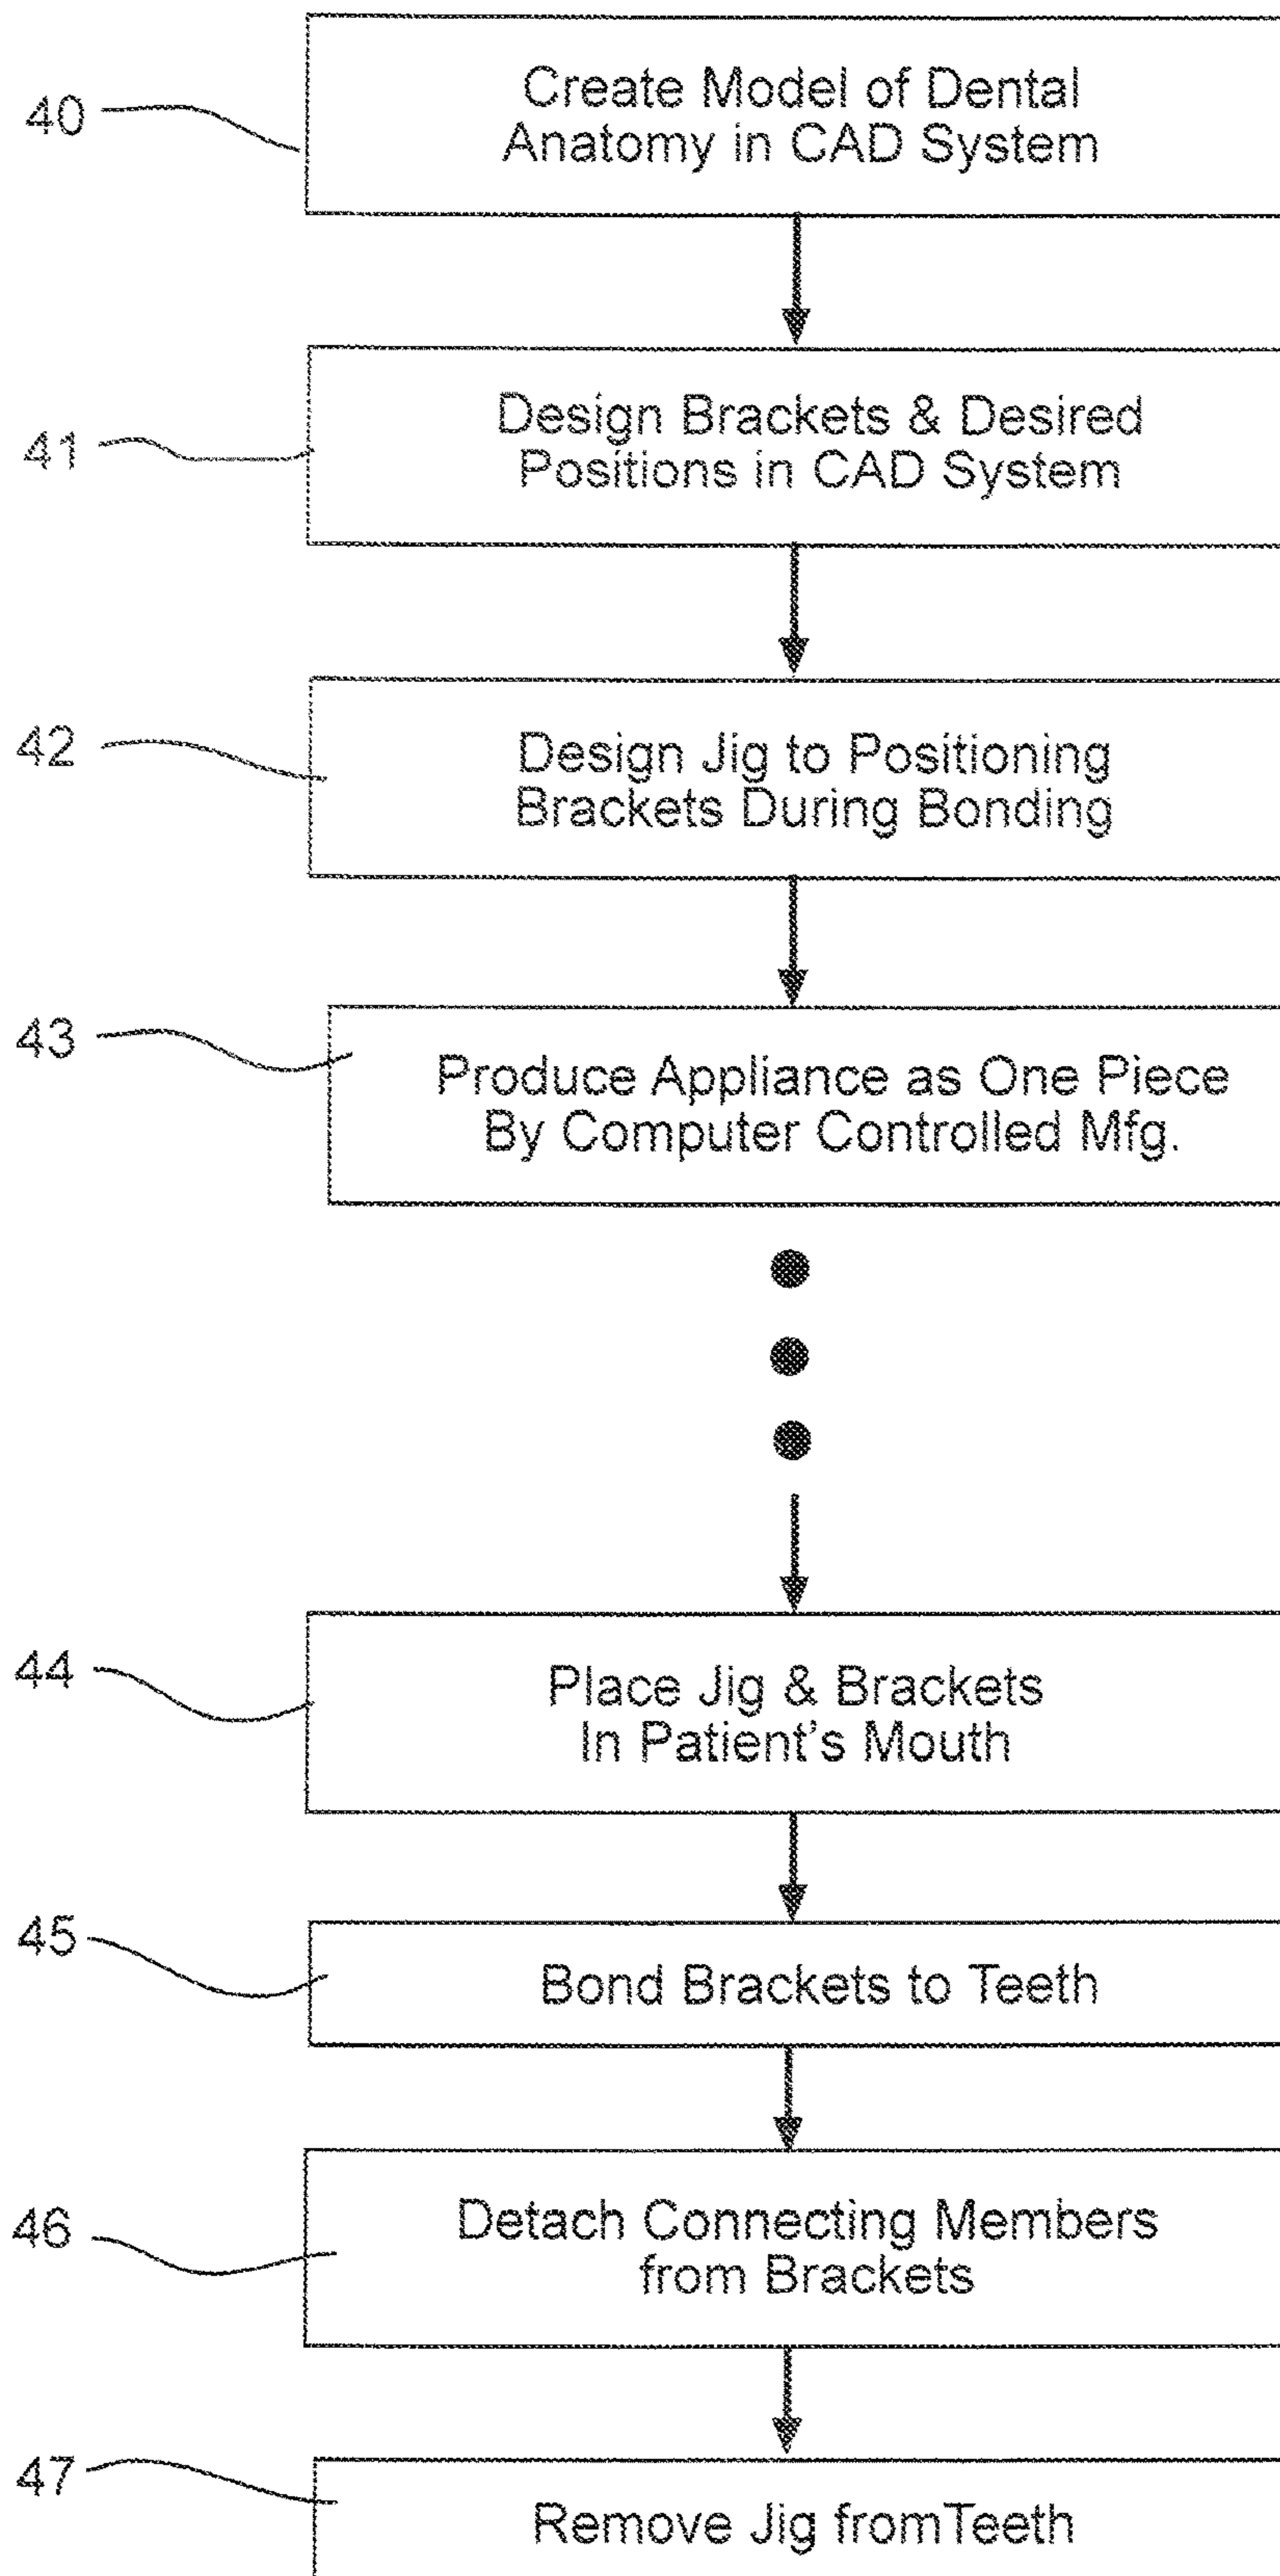 40
Create Model of Dental
Anatomy in CAD System
41
Design Brackets & Desired
Positions in CAD System
42
Design Jig to Positioning
Brackets During Bonding
43
Produce Appliance as One Piece
By Computer Controlled Mfg.
44
Place Jig & Brackets
In Patient's Mouth
45
Bond Brackets to Teeth
46
Detach Connecting Members
from Brackets
47
Remove Jig fromTeeth